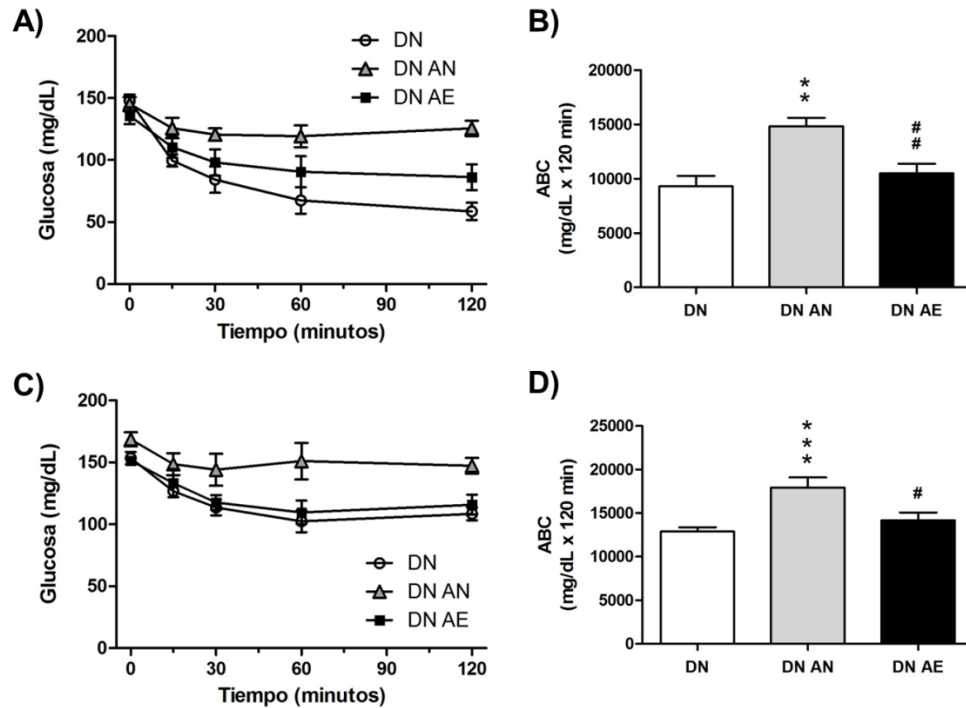 A)
200
150
100
50
0
Glucosa (mg/dL)
DN
DN AN
DN AE
0 30 60 90 120
Tiempo (minutos)
B)
20000
15000
10000
5000
0
ABC
(mg/dL x 120 min)
*
*
#
#
DN DN AN DN AE
C)
200
150
100
50
0
Glucosa (mg/dL)
DN
DN AN
DN AE
0 30 60 90 120
Tiempo (minutos)
D)
25000
20000
15000
10000
5000
0
ABC
(mg/dL x 120 min)
*
*
*
#
DN DN AN DN AE